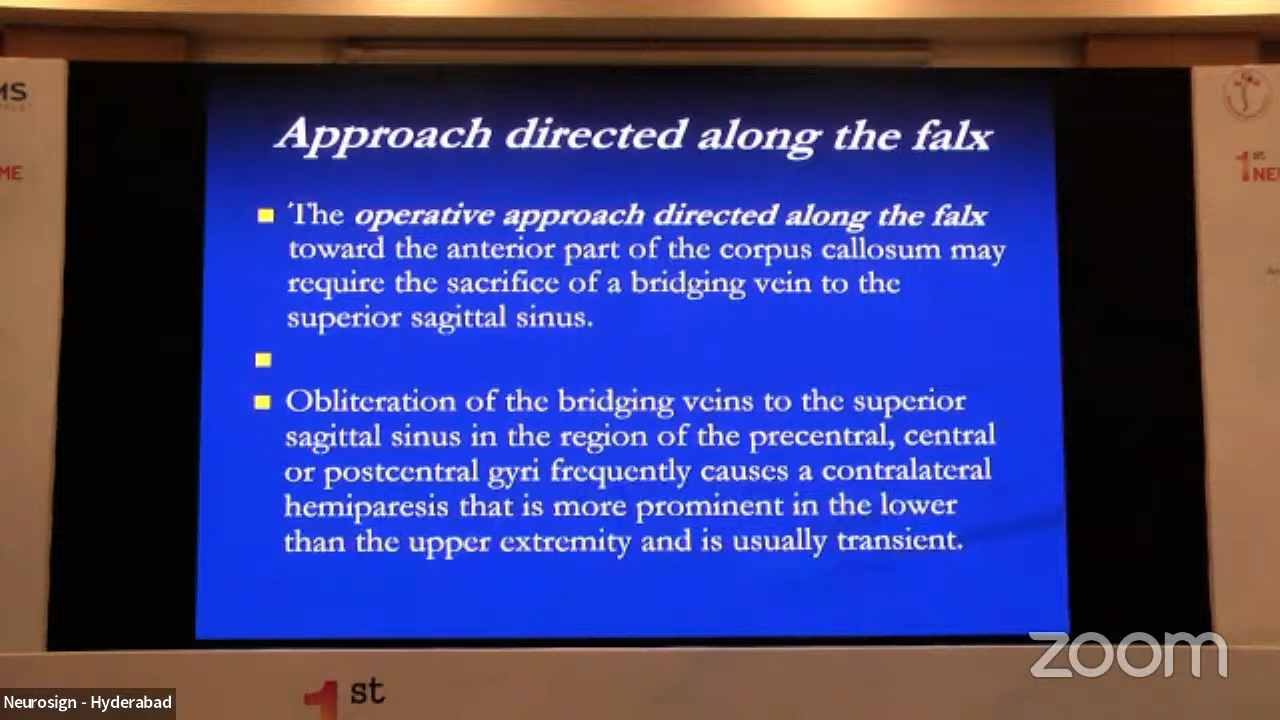 Approach directed along the falx
The operative approach directed along the falx
toward the anterior part of the corpus callosum may
require the sacrifice of a bridging vein to the
superior sagittal sinus.
Obliteration of the bridging veins to the superior
sagittal sinus in the region of the precentral, central
or postcentral gyri frequently causes a contralateral
hemiparesis that is more prominent in the lower
than the upper extremity and is usually transient.
MS
ME
1st
NEU
zoom
1st
Neurosign - Hyderabad